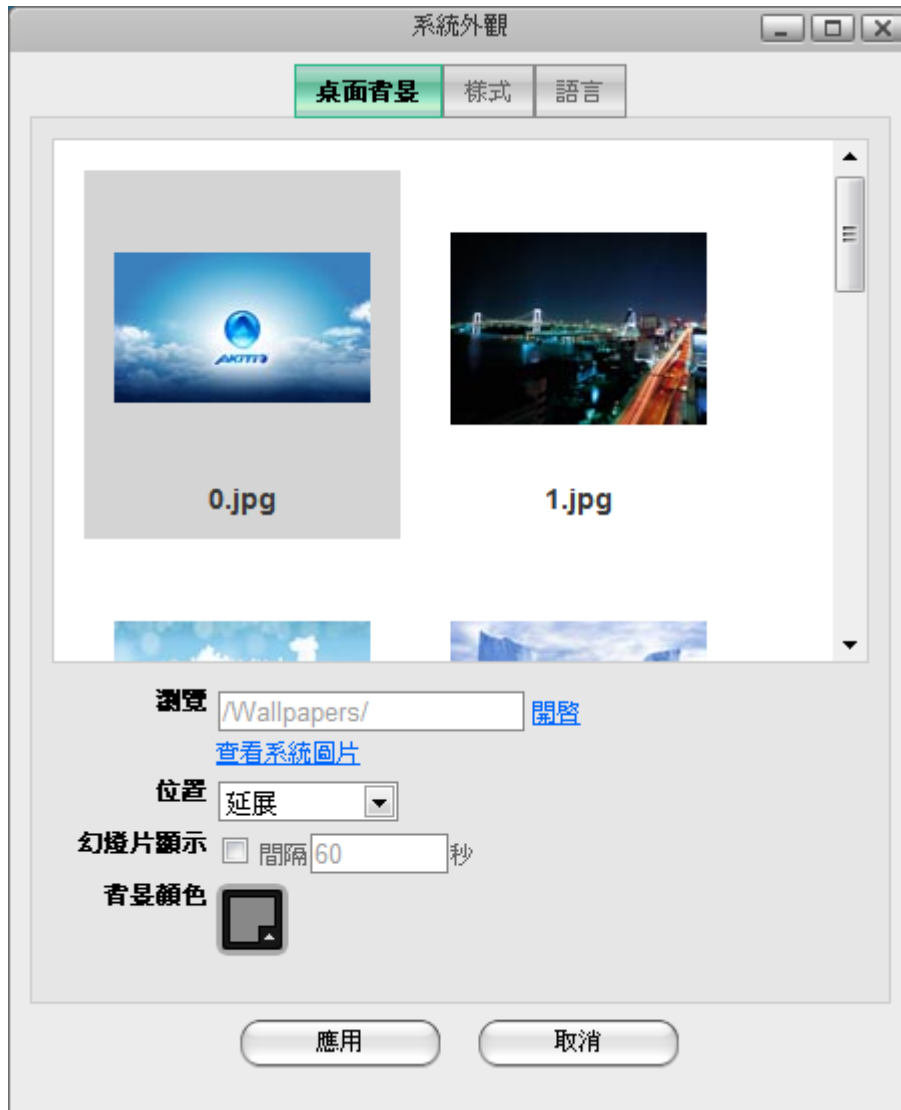 系統外觀
桌面背景 樣式 語言
AKiTiO
0.jpg 1.jpg
瀏覽 /Wallpapers/ 開啓
查看系統圖片
位置 延展
幻燈片顯示 間隔 60 秒
背景顏色
應用 取消